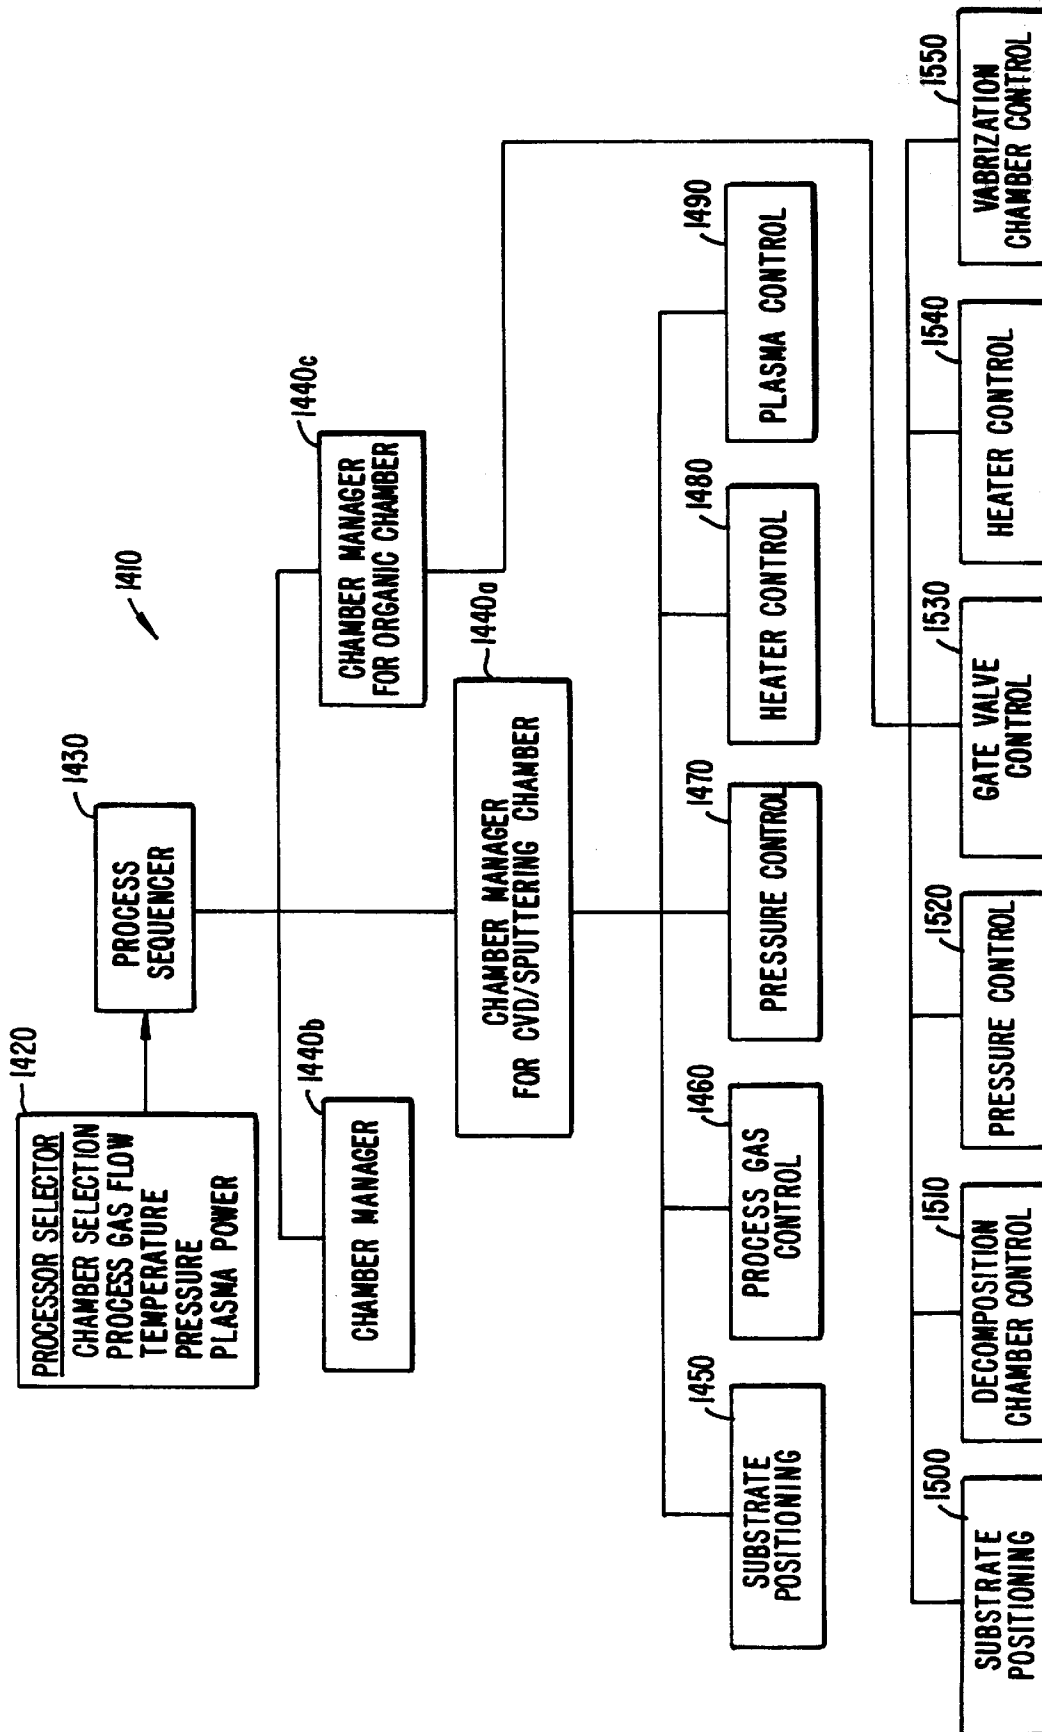 1410
1420
PROCESSOR SELECTOR
CHAMBER SELECTION
PROCESS GAS FLOW
TEMPERATURE
PRESSURE
PLASMA POWER
1430
PROCESS
SEQUENCER
1440b
CHAMBER MANAGER
1440c
CHAMBER MANAGER
FOR ORGANIC CHAMBER
1440a
CHAMBER MANAGER
FOR CVD/SPUTTERING CHAMBER
1450
SUBSTRATE
POSITIONING
1460
PROCESS GAS
CONTROL
1470
PRESSURE CONTROL
1480
HEATER CONTROL
1490
PLASMA CONTROL
1500
SUBSTRATE
POSITIONING
1510
DECOMPOSITION
CHAMBER CONTROL
1520
PRESSURE CONTROL
1530
GATE VALVE
CONTROL
1540
HEATER CONTROL
1550
VABRIZATION
CHAMBER CONTROL